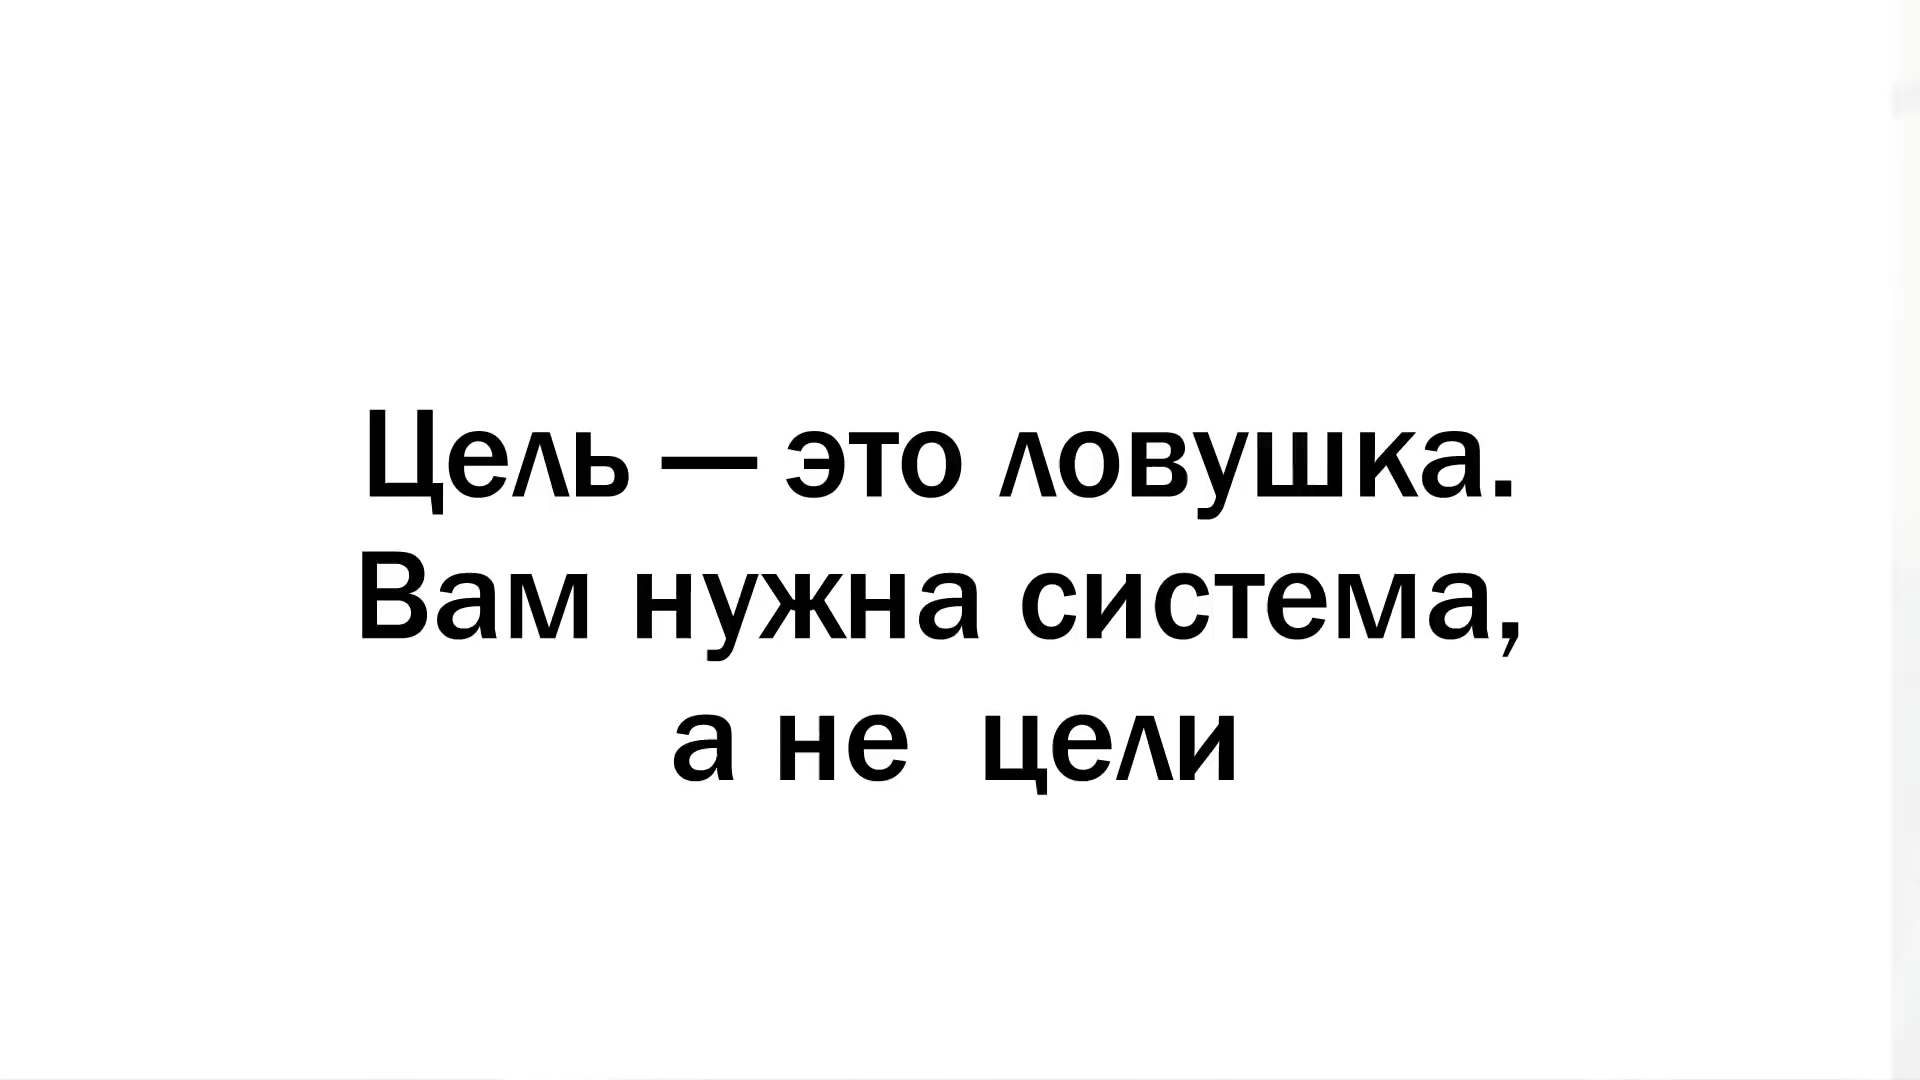 Цель — это ловушка.
Вам нужна система,
а не  цели